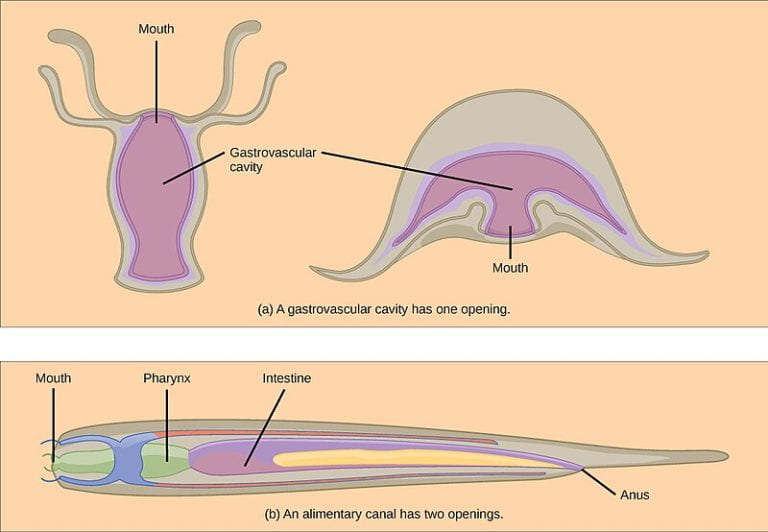 Mouth
Gastrovascular
cavity
Mouth
(a) A gastrovascular cavity has one opening.
Mouth
Pharynx
Intestine
Anus
(b) An alimentary canal has two openings.